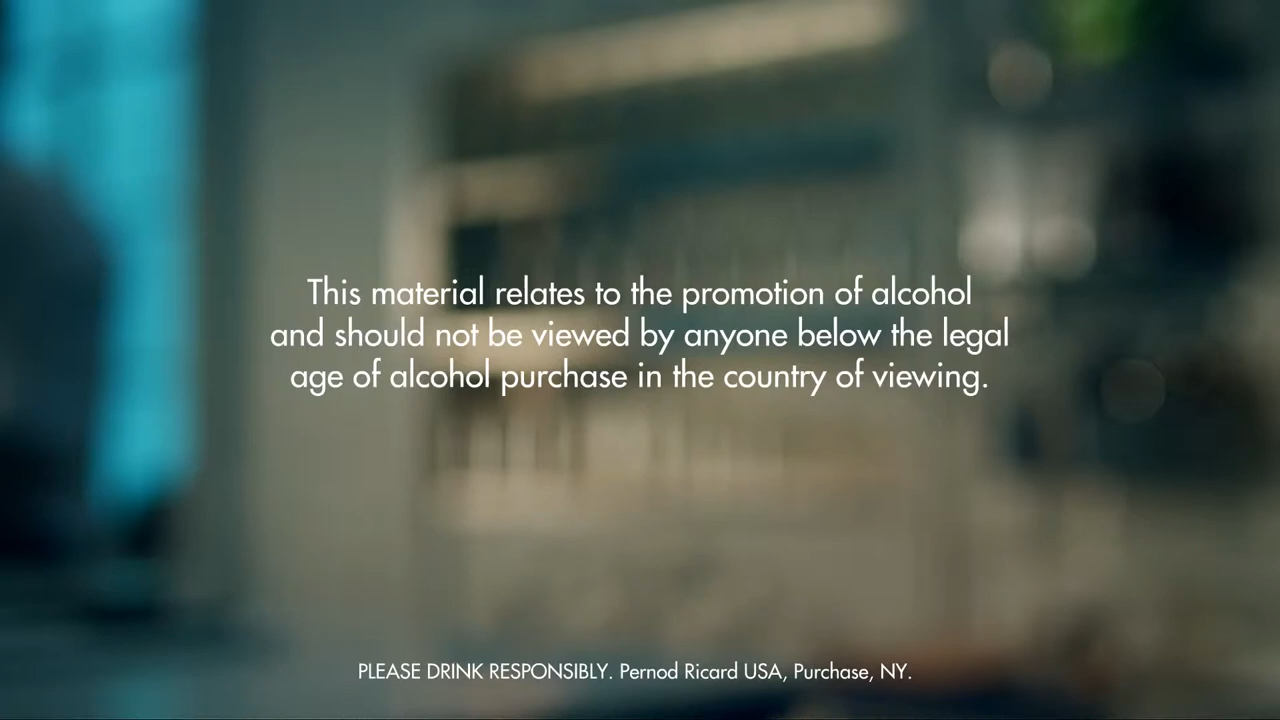 This material relates to the promotion of alcohol
and should not be viewed by anyone below the legal
age of alcohol purchase in the country of viewing.
PLEASE DRINK RESPONSIBLY. Pernod Ricard USA, Purchase, NY.